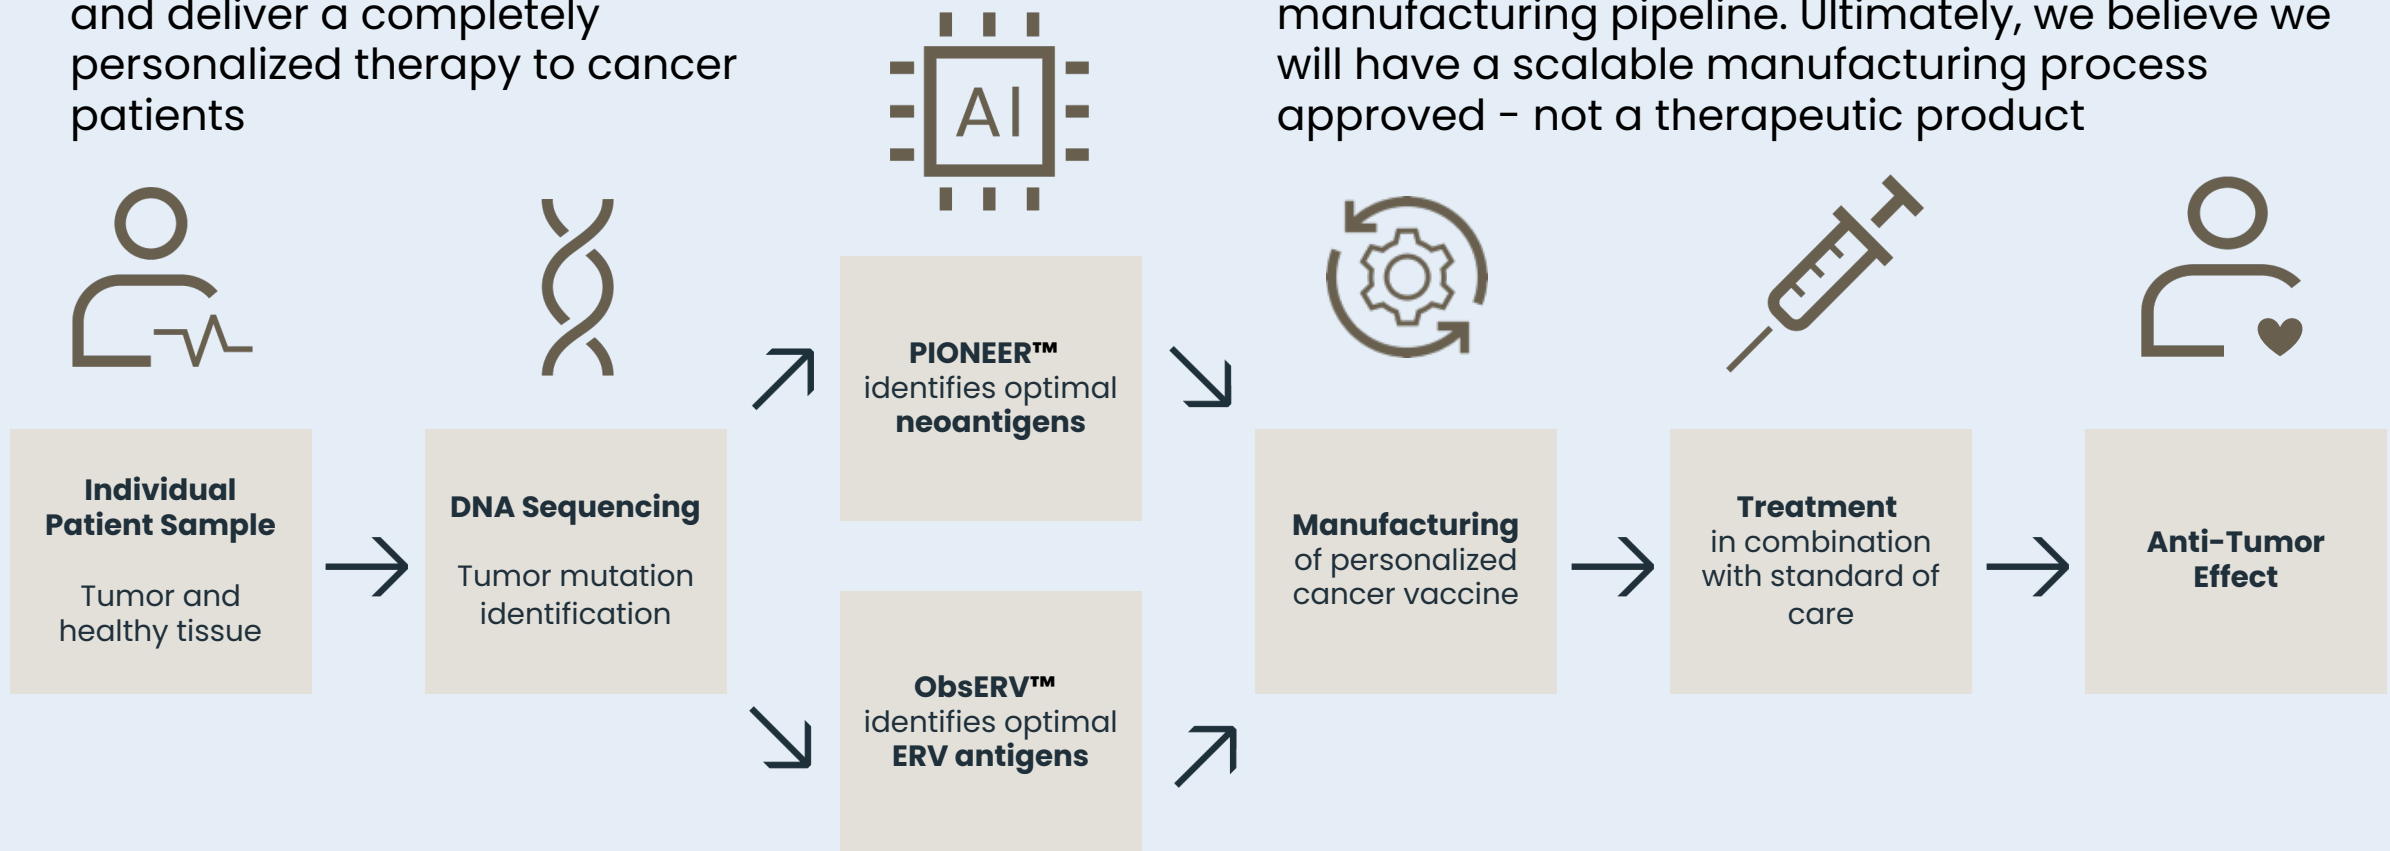 and deliver a completely
personalized therapy to cancer
patients
AI
manufacturing pipeline. Ultimately, we believe we
will have a scalable manufacturing process
approved - not a therapeutic product
Individual
Patient Sample
Tumor and
healthy tissue
DNA Sequencing
Tumor mutation
identification
PIONEER™
identifies optimal
neoantigens
ObsERV™
identifies optimal
ERV antigens
Manufacturing
of personalized
cancer vaccine
Treatment
in combination
with standard of
care
Anti-Tumor
Effect